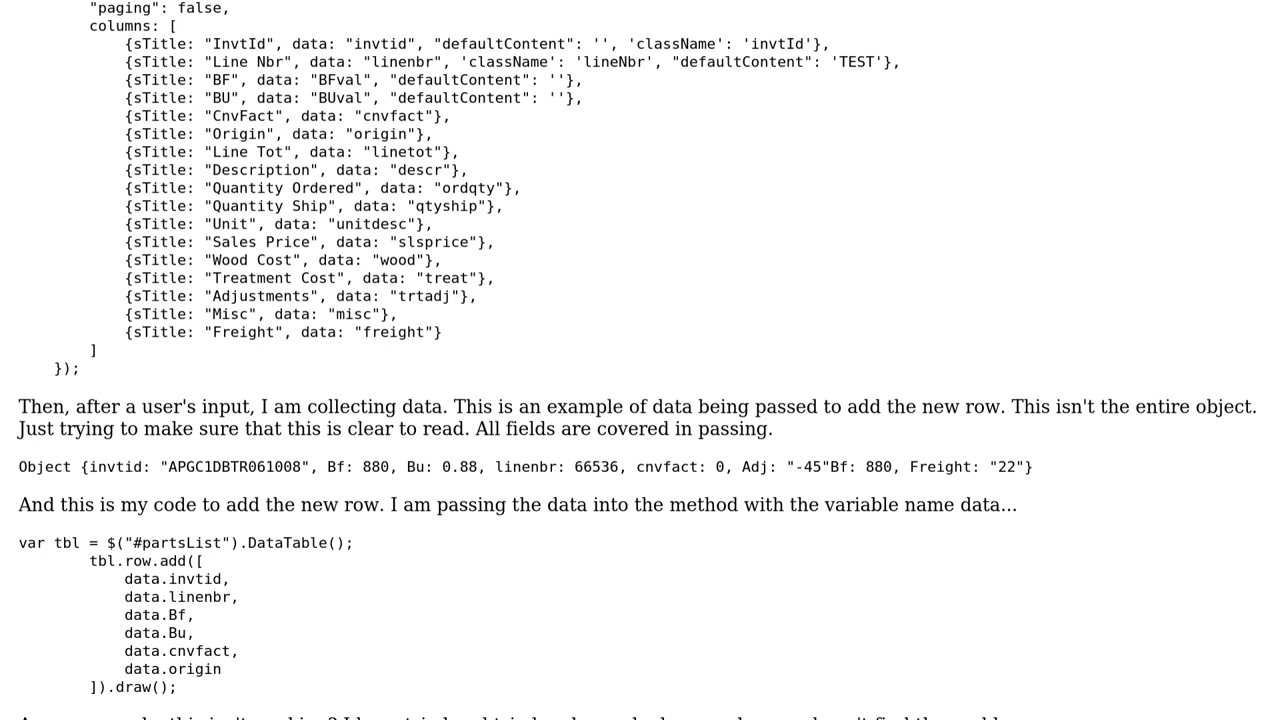 "paging": false,
columns: [
{sTitle: "InvtId", data: "invtid", "defaultContent": '', 'className': 'invtId'},
{sTitle: "Line Nbr", data: "linenbr", 'className': 'lineNbr', "defaultContent": 'TEST'},
{sTitle: "BF", data: "BFval", "defaultContent": ''},
{sTitle: "BU", data: "BUval", "defaultContent": ''},
{sTitle: "CnvFact", data: "cnvfact"},
{sTitle: "Origin", data: "origin"},
{sTitle: "Line Tot", data: "linetot"},
{sTitle: "Description", data: "descr"},
{sTitle: "Quantity Ordered", data: "ordqty"},
{sTitle: "Quantity Ship", data: "qtyship"},
{sTitle: "Unit", data: "unitdesc"},
{sTitle: "Sales Price", data: "slsprice"},
{sTitle: "Wood Cost", data: "wood"},
{sTitle: "Treatment Cost", data: "treat"},
{sTitle: "Adjustments", data: "trtadj"},
{sTitle: "Misc", data: "misc"},
{sTitle: "Freight", data: "freight"}
]
});
Then, after a user's input, I am collecting data. This is an example of data being passed to add the new row. This isn't the entire object.
Just trying to make sure that this is clear to read. All fields are covered in passing.
Object {invtid: "APGC1DBTR061008", Bf: 880, Bu: 0.88, linenbr: 66536, cnvfact: 0, Adj: "-45"Bf: 880, Freight: "22"}
And this is my code to add the new row. I am passing the data into the method with the variable name data...
var tbl = $("#partsList").DataTable();
tbl.row.add([
data.invtid,
data.linenbr,
data.Bf,
data.Bu,
data.cnvfact,
data.origin
]).draw();